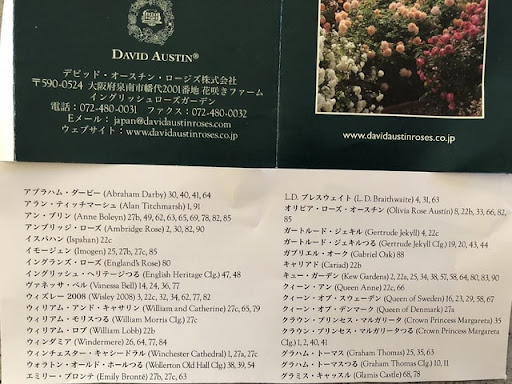 DAVID AUSTIN®
デビッド・オースチン・ロージズ株式会社
〒590-0524 大阪府泉南市幡代2001番地 花咲きファーム
イングリッシュローズガーデン
電話：072-480-0031 ファクス：072-480-0032
Eメール： japan@davidaustinroses.com
ウェブサイト：www.davidaustinroses.co.jp
www.davidaustinroses.co.jp
アブラハム・ダービー (Abraham Darby) 30, 40, 41, 64
アラン・ティッチマーシュ (Alan Titchmarsh) 1, 91
アン・ブリン (Anne Boleyn) 27b, 49, 62, 63, 65, 69, 78, 82, 85
アンブリッジ・ローズ (Ambridge Rose) 2, 30, 82, 90
イスパハン (Ispahan) 22c
イモージェン (Imogen) 25, 27b, 27c, 85
イングランズ・ローズ (England's Rose) 80
イングリッシュ・ヘリテージつる (English Heritage Clg.) 47, 48
ヴァネッサ・ベル (Vanessa Bell) 14, 24, 36, 77
ウィズレー 2008 (Wisley 2008) 3, 22c, 32, 34, 62, 77, 82
ウィリアム・アンド・キャサリン (William and Catherine) 27c, 65, 79
ウィリアム・モリスつる (William Morris Clg.) 27c
ウィリアム・ロブ (William Lobb) 22b
ウィンダミア (Windermere) 26, 64, 77, 84
ウィンチェスター・キャシードラル (Winchester Cathedral) 1, 27a, 27c
ウォラトン・オールド・ホールつる (Wollerton Old Hall Clg.) 38, 39, 54
エミリー・ブロンテ (Emily Brontë) 27b, 27c, 63
L.D. ブレスウェイト (L.D. Braithwaite) 4, 31, 63
オリビア・ローズ・オースチン (Olivia Rose Austin) 8, 22b, 33, 66, 82,
85
ガートルード・ジェキル (Gertrude Jekyll) 4, 22c
ガートルード・ジェキルつる (Gertrude Jekyll Clg.) 19, 20, 43, 44
ガブリエル・オーク (Gabriel Oak) 88
キャリアド (Cariad) 22b
キュー・ガーデン (Kew Gardens) 2, 22a, 25, 34, 38, 57, 58, 64, 80, 83, 90
クィーン・アン (Queen Anne) 22c, 66
クィーン・オブ・スウェーデン (Queen of Sweden) 16, 23, 29, 58, 67
クィーン・オブ・デンマーク (Queen of Denmark) 27a
クラウン・プリンセス・マルガリータ (Crown Princess Margareta) 35
クラウン・プリンセス・マルガリータつる (Crown Princess Margareta
Clg.) 1, 2, 40, 41
グラハム・トーマス (Graham Thomas) 25, 35, 63
グラハム・トーマスつる (Graham Thomas Clg.) 10, 11
グラミス・キャッスル (Glamis Castle) 68, 78